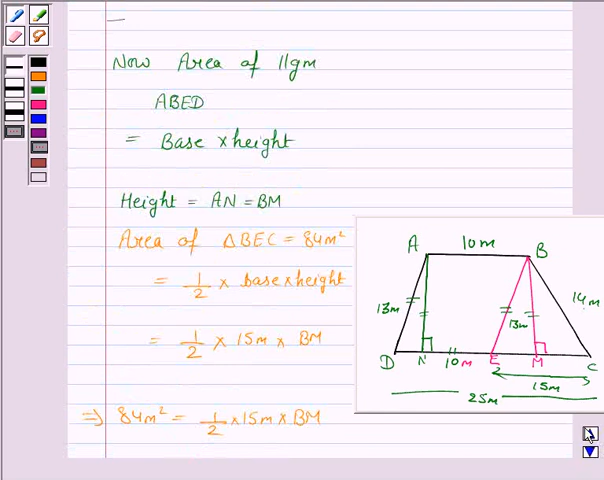 Now Area of llgm
ABED
= Base × height
Height = AN = BM
Area of Δ BEC = 84m²
= 1/2 × base × height
= 1/2 × 15m × BM
⇒ 84m² = 1/2 × 15m × BM
A 10m B
13m 13m 14m
D N 10m E M C
15m
25m